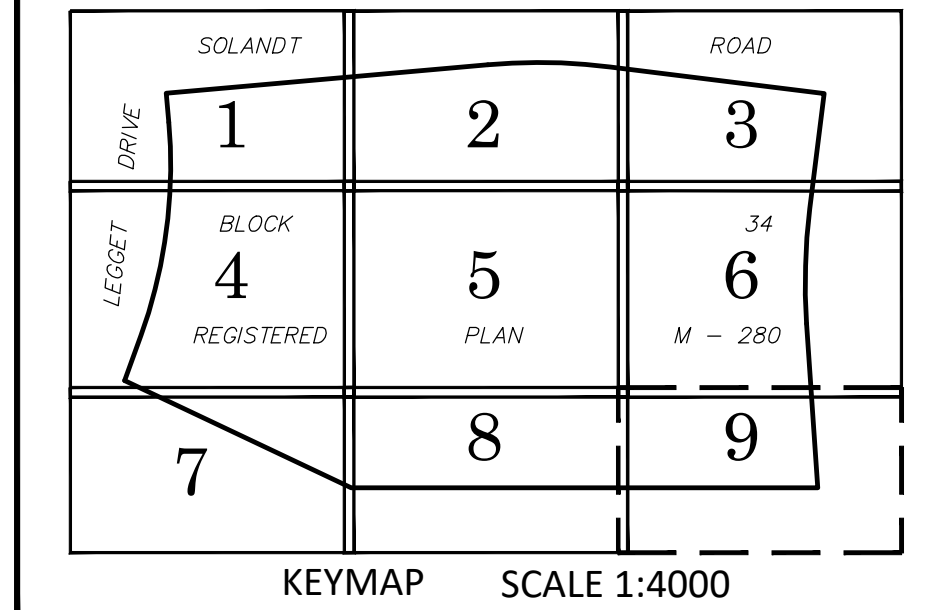 SOLANDT ROAD
DRIVE
1 2 3
BLOCK 34
LEGGET
4 5 6
REGISTERED PLAN M - 280
7 8 9
KEYMAP SCALE 1:4000